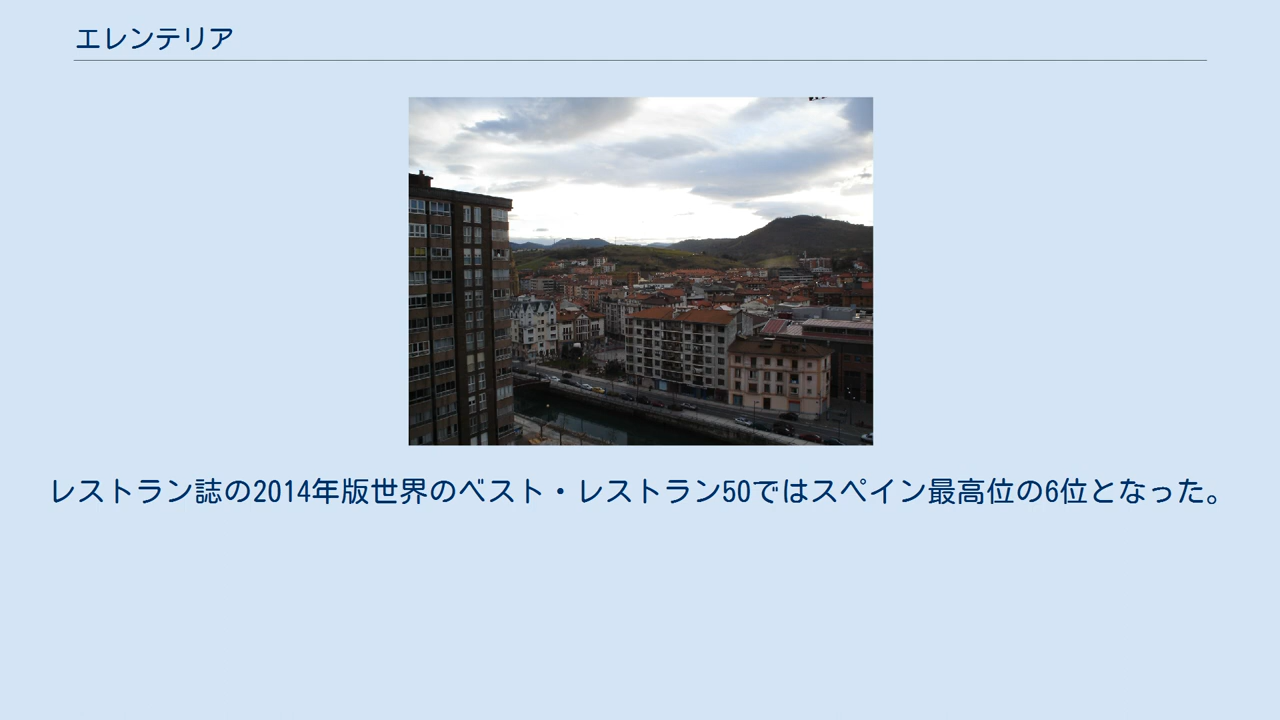 エレンテリア
レストラン誌の2014年版世界のベスト・レストラン50ではスペイン最高位の6位となった。